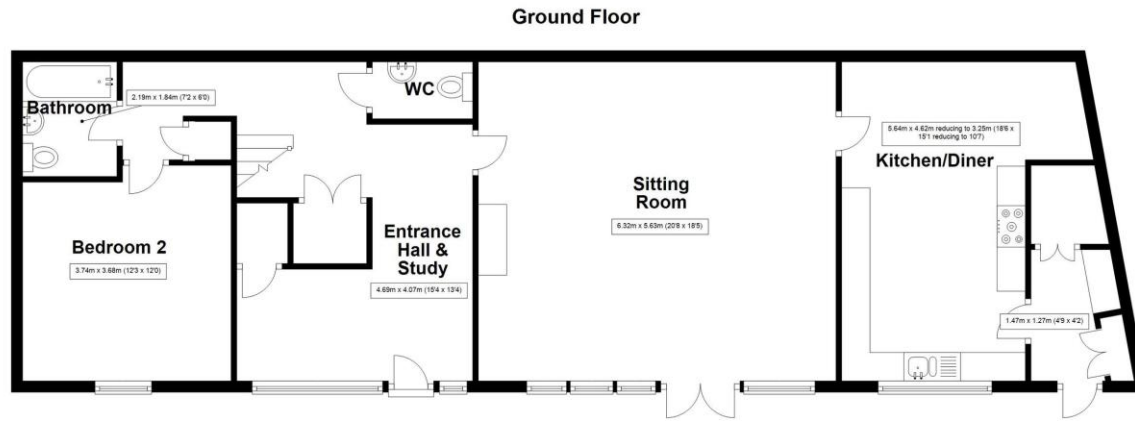 Ground Floor
Bathroom
2.19m x 1.84m (7'2 x 6'0)
WC
Bedroom 2
3.74m x 3.68m (12'3 x 12'0)
Entrance
Hall &
Study
4.69m x 4.07m (15'4 x 13'4)
Sitting
Room
6.32m x 5.63m (20'8 x 18'5)
5.64m x 4.62m reducing to 3.25m (18'6 x
15'1 reducing to 10'7)
Kitchen/Diner
1.47m x 1.27m (4'9 x 4'2)